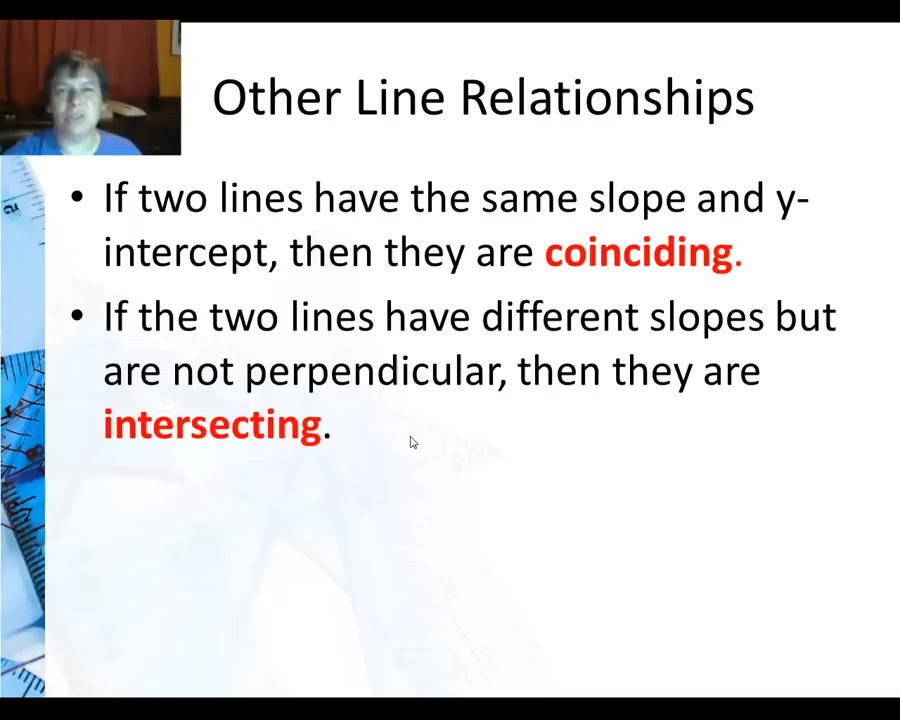 Other Line Relationships
• If two lines have the same slope and y-
intercept, then they are coinciding.
• If the two lines have different slopes but
are not perpendicular, then they are
intersecting.